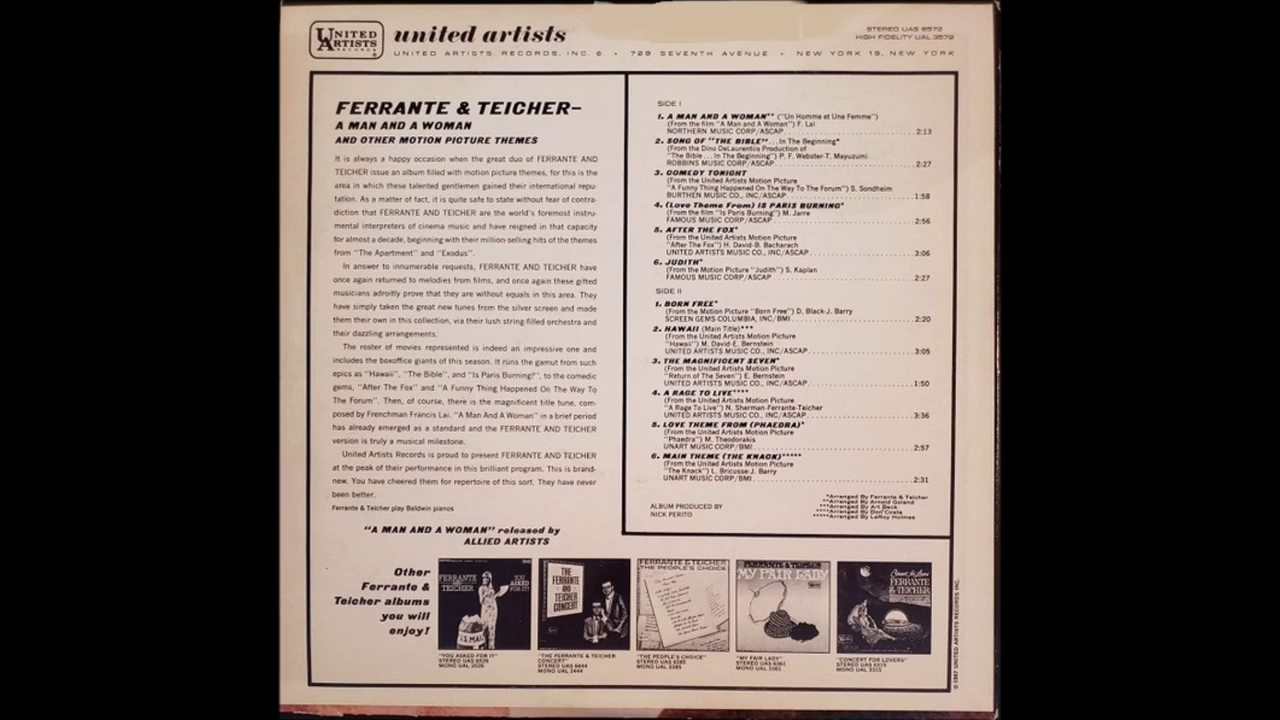 UNITED
ARTISTS
RECORDS
united artists
UNITED ARTISTS RECORDS, INC. • 729 SEVENTH AVENUE • NEW YORK 19, NEW YORK
STEREO UAS 6572
HIGH FIDELITY UAL 3572
FERRANTE & TEICHER–
A MAN AND A WOMAN
AND OTHER MOTION PICTURE THEMES
It is always a happy occasion when the great duo of FERRANTE AND
TEICHER issue an album filled with motion picture themes, for this is the
area in which these talented gentlemen gained their international repu-
tation. As a matter of fact, it is quite safe to state without fear of contra-
diction that FERRANTE AND TEICHER are the world's foremost instru-
mental interpreters of cinema music and have reigned in that capacity
for almost a decade, beginning with their million-selling hits of the themes
from "The Apartment" and "Exodus".
In answer to innumerable requests, FERRANTE AND TEICHER have
once again returned to melodies from films, and once again these gifted
musicians adroitly prove that they are without equals in this area. They
have simply taken the great new tunes from the silver screen and made
them their own in this collection, via their lush string-filled orchestra and
their dazzling arrangements.
The roster of movies represented is indeed an impressive one and
includes the boxoffice giants of this season. It runs the gamut from such
epics as "Hawaii", "The Bible", and "Is Paris Burning?", to the comedic
gems, "After The Fox" and "A Funny Thing Happened On The Way To
The Forum". Then, of course, there is the magnificent title tune, com-
posed by Frenchman Francis Lai. "A Man And A Woman" in a brief period
has already emerged as a standard and the FERRANTE AND TEICHER
version is truly a musical milestone.
United Artists Records is proud to present FERRANTE AND TEICHER
at the peak of their performance in this brilliant program. This is brand-
new. You have cheered them for repertoire of this sort. They have never
been better.
Ferrante & Teicher play Baldwin pianos
"A MAN AND A WOMAN" released by
ALLIED ARTISTS
SIDE I
1. A MAN AND A WOMAN** ("Un Homme et Une Femme")
(From the film "A Man and A Woman") F. Lai
NORTHERN MUSIC CORP/ASCAP 2:13
2. SONG OF "THE BIBLE" ... In The Beginning*
(From the Dino DeLaurentiis Production of
"The Bible ... In The Beginning") P. F. Webster-T. Mayuzumi
ROBBINS MUSIC CORP/ASCAP 2:27
3. COMEDY TONIGHT
(From the United Artists Motion Picture
"A Funny Thing Happened On The Way To The Forum") S. Sondheim
BURTHEN MUSIC CO., INC/ASCAP 1:58
4. (Love Theme From) IS PARIS BURNING*
(From the film "Is Paris Burning") M. Jarre
FAMOUS MUSIC CORP/ASCAP 2:56
5. AFTER THE FOX*
(From the United Artists Motion Picture
"After The Fox") H. David-B. Bacharach
UNITED ARTISTS MUSIC CO., INC/ASCAP 3:06
6. JUDITH*
(From the Motion Picture "Judith") S. Kaplan
FAMOUS MUSIC CORP/ASCAP 2:27
SIDE II
1. BORN FREE*
(From the Motion Picture "Born Free") D. Black-J. Barry
SCREEN GEMS-COLUMBIA, INC/BMI 2:20
2. HAWAII (Main Title)***
(From the United Artists Motion Picture
"Hawaii") M. David-E. Bernstein
UNITED ARTISTS MUSIC CO., INC/ASCAP 3:05
3. THE MAGNIFICENT SEVEN*
(From the United Artists Motion Picture
"Return of The Seven") E. Bernstein
UNITED ARTISTS MUSIC CO., INC/ASCAP 1:50
4. A RAGE TO LIVE****
(From the United Artists Motion Picture
"A Rage To Live") N. Sherman-Ferrante-Teicher
UNITED ARTISTS MUSIC CO., INC/ASCAP 3:36
5. LOVE THEME FROM (PHAEDRA)*
(From the United Artists Motion Picture
"Phaedra") M. Theodorakis
UNART MUSIC CORP/BMI 2:57
6. MAIN THEME (THE KNACK)*****
(From the United Artists Motion Picture
"The Knack") L. Bricusse-J. Barry
UNART MUSIC CORP/BMI 2:31
ALBUM PRODUCED BY
NICK PERITO
*Arranged By Ferrante & Teicher
**Arranged By Arnold Goland
***Arranged By Art Beck
****Arranged By Don Costa
*****Arranged By LeRoy Holmes
Other
Ferrante &
Teicher albums
you will
enjoy!
FERRANTE
AND
TEICHER
YOU
ASKED
FOR IT!
U.S. MAIL
THE
FERRANTE
AND
TEICHER
CONCERT
FERRANTE & TEICHER
THE PEOPLE'S CHOICE
FERRANTE & TEICHER
MY FAIR LADY
Concert for Lovers
FERRANTE
& TEICHER
"YOU ASKED FOR IT"
STEREO UAS 6526
MONO UAL 3526
"THE FERRANTE & TEICHER
CONCERT"
STEREO UAS 6444
MONO UAL 3444
"THE PEOPLE'S CHOICE"
STEREO UAS 6385
MONO UAL 3385
"MY FAIR LADY"
STEREO UAS 6361
MONO UAL 3361
"CONCERT FOR LOVERS"
STEREO UAS 6315
MONO UAL 3315
© 1967 UNITED ARTISTS RECORDS INC.